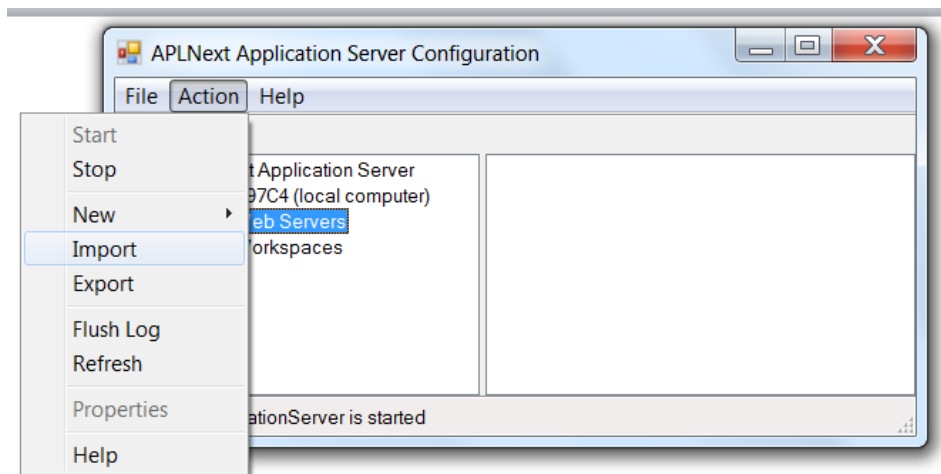 APLNext Application Server Configuration
File Action Help
Start
Stop
New
Import
Export
Flush Log
Refresh
Properties
Help
t Application Server
97C4 (local computer)
eb Servers
orkspaces
ationServer is started